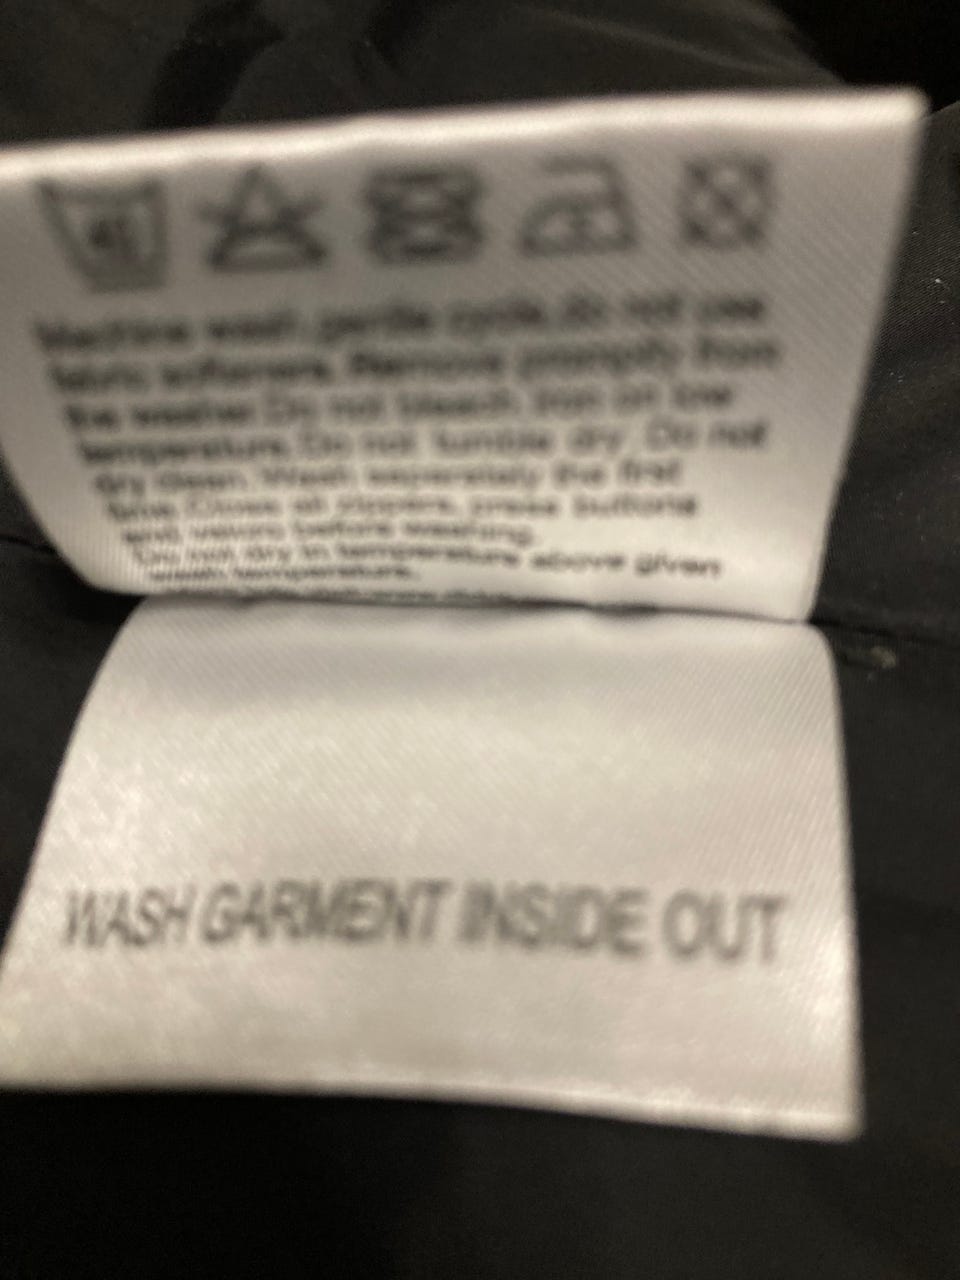 Machine wash, gentle cycle, do not use
fabric softeners. Remove promptly from
the washer. Do not bleach. Iron on low
temperature. Do not tumble dry. Do not
dry clean. Wash separately the first
time. Close all zippers, press buttons
and velcro before washing.
Do not dry in temperature above given
wash temperature.
WASH GARMENT INSIDE OUT